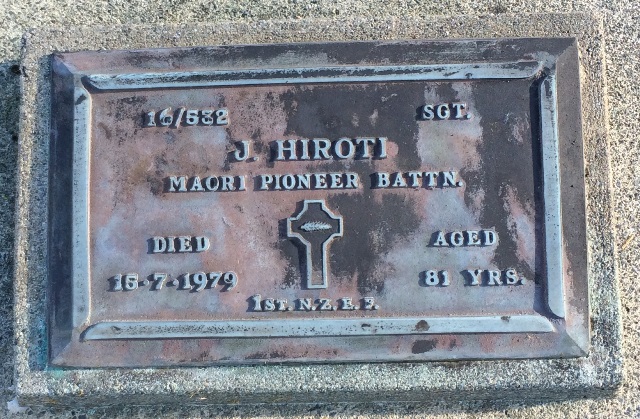 16/532 SGT.
J. HIROTI
MAORI PIONEER BATTN.
DIED AGED
15·7·1979 81 YRS.
1ST. N.Z.E.F.